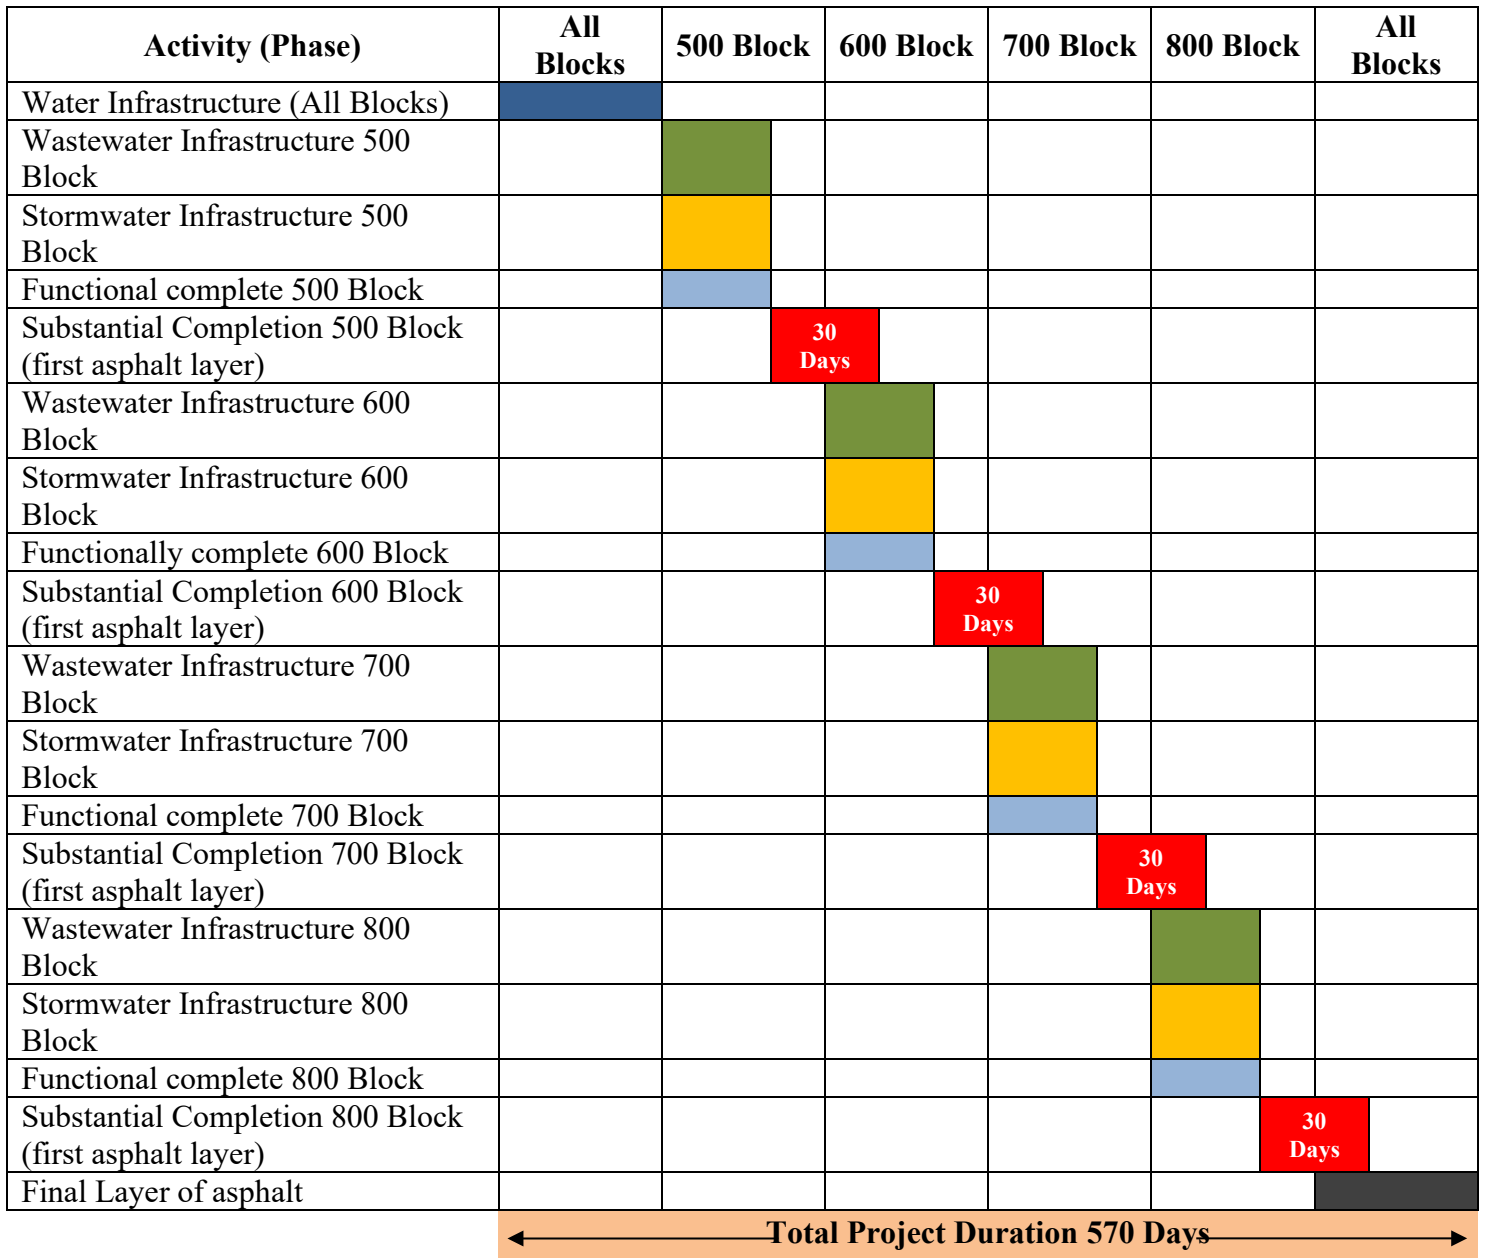 Activity (Phase)
All
Blocks
500 Block
600 Block
700 Block
800 Block
All
Blocks
Water Infrastructure (All Blocks)
Wastewater Infrastructure 500
Block
Stormwater Infrastructure 500
Block
Functional complete 500 Block
Substantial Completion 500 Block
(first asphalt layer)
30
Days
Wastewater Infrastructure 600
Block
Stormwater Infrastructure 600
Block
Functionally complete 600 Block
Substantial Completion 600 Block
(first asphalt layer)
30
Days
Wastewater Infrastructure 700
Block
Stormwater Infrastructure 700
Block
Functional complete 700 Block
Substantial Completion 700 Block
(first asphalt layer)
30
Days
Wastewater Infrastructure 800
Block
Stormwater Infrastructure 800
Block
Functional complete 800 Block
Substantial Completion 800 Block
(first asphalt layer)
30
Days
Final Layer of asphalt
Total Project Duration 570 Days